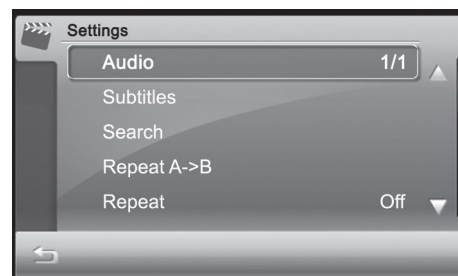 Settings
Audio 1/1
Subtitles
Search
Repeat A->B
Repeat Off